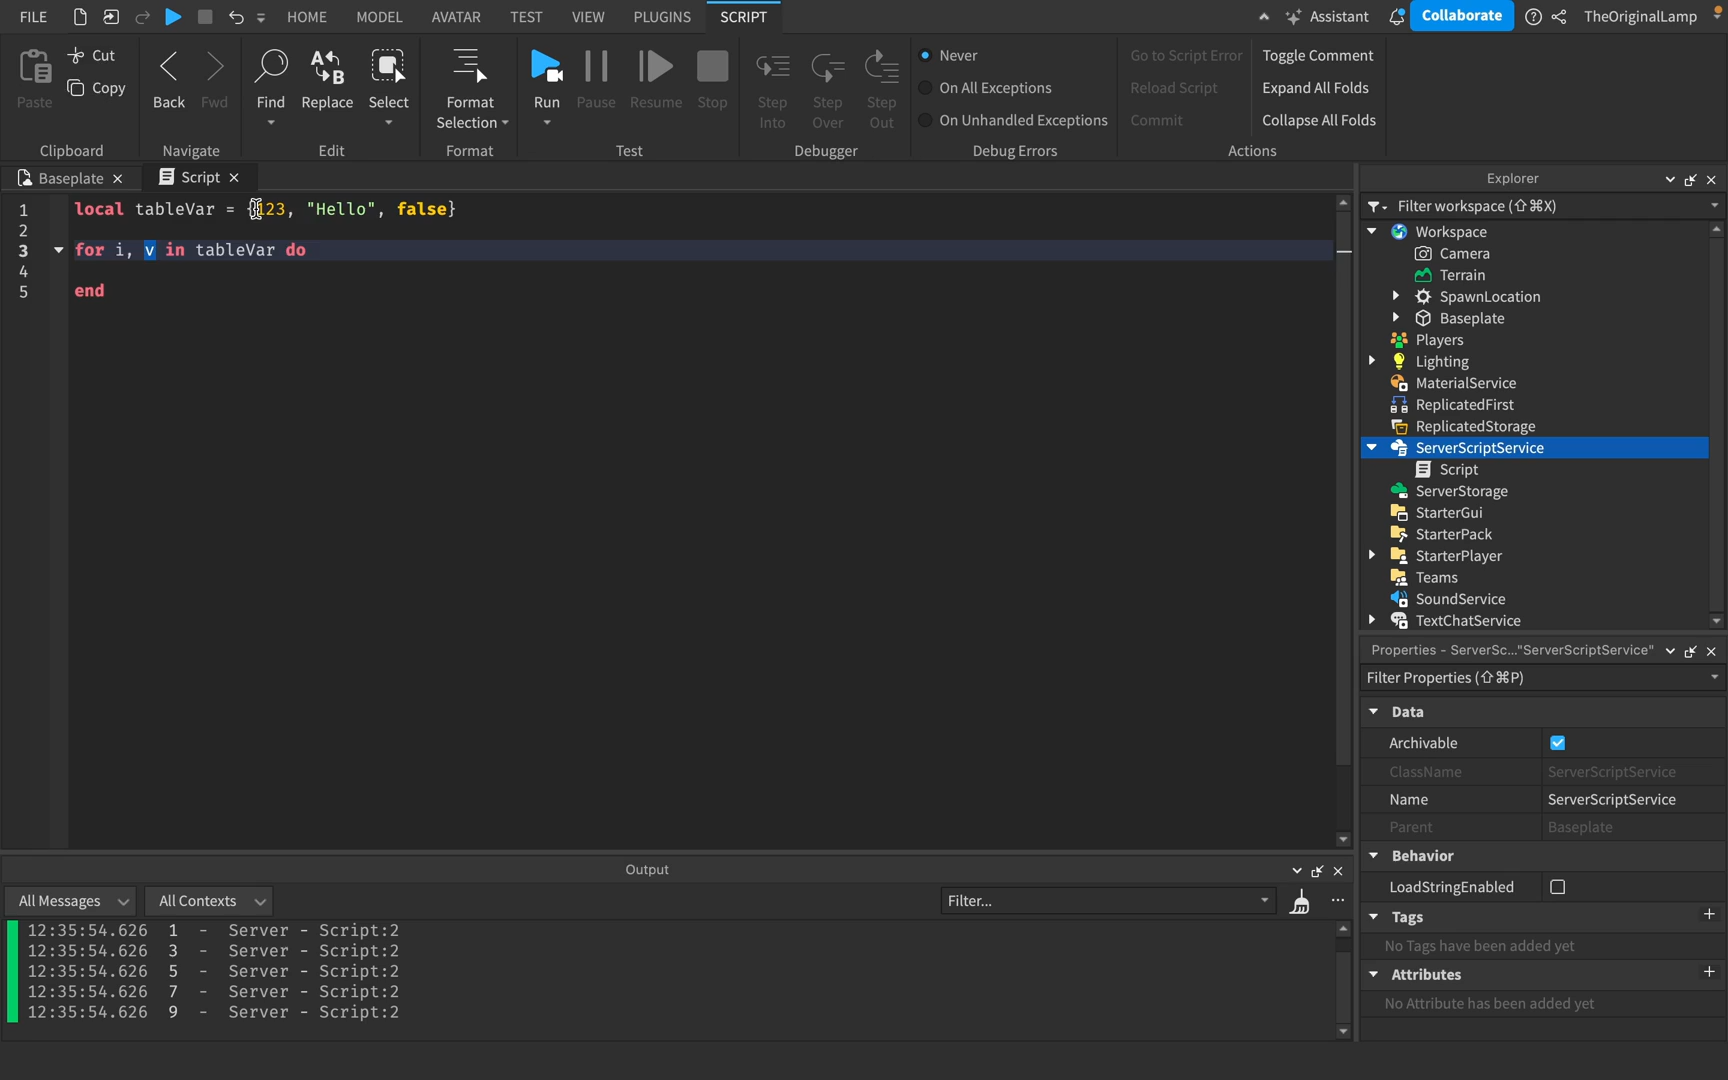 FILE HOME MODEL AVATAR TEST VIEW PLUGINS SCRIPT Assistant Collaborate TheOriginalLamp
Paste Cut Copy Back Fwd Find Replace Select Format Selection Run Pause Resume Stop Step Into Step Over Step Out
Never
On All Exceptions
On Unhandled Exceptions
Go to Script Error
Reload Script
Commit
Toggle Comment
Expand All Folds
Collapse All Folds
Clipboard Navigate Edit Format Test Debugger Debug Errors Actions
Baseplate Script
1 local tableVar = {123, "Hello", false}
2
3 for i, v in tableVar do
4
5 end
Explorer
Filter workspace (⇧⌘X)
Workspace
Camera
Terrain
SpawnLocation
Baseplate
Players
Lighting
MaterialService
ReplicatedFirst
ReplicatedStorage
ServerScriptService
Script
ServerStorage
StarterGui
StarterPack
StarterPlayer
Teams
SoundService
TextChatService
Properties - ServerSc..."ServerScriptService"
Filter Properties (⇧⌘P)
Data
Archivable
ClassName ServerScriptService
Name ServerScriptService
Parent Baseplate
Behavior
LoadStringEnabled
Tags
No Tags have been added yet
Attributes
No Attribute has been added yet
Output
All Messages All Contexts Filter... ...
12:35:54.626 1 - Server - Script:2
12:35:54.626 3 - Server - Script:2
12:35:54.626 5 - Server - Script:2
12:35:54.626 7 - Server - Script:2
12:35:54.626 9 - Server - Script:2